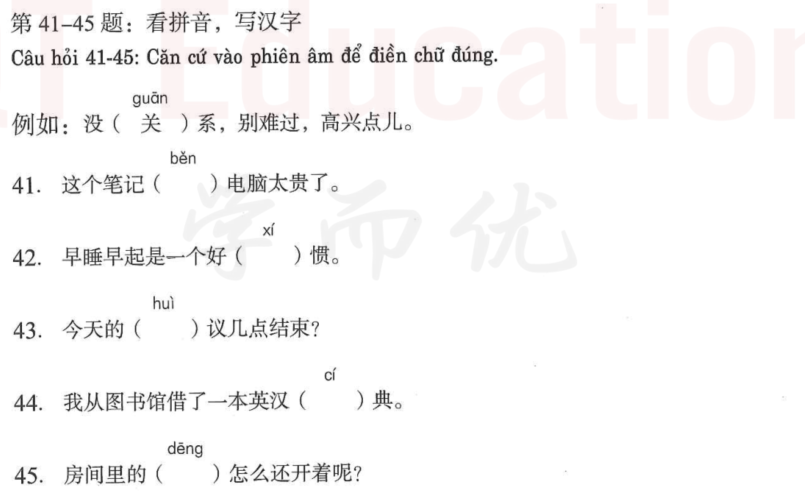 第 41–45 题：看拼音，写汉字
Câu hỏi 41-45: Căn cứ vào phiên âm để điền chữ đúng.
guān
例如：没（ 关 ）系，别难过，高兴点儿。
běn
41. 这个笔记（ ）电脑太贵了。
xí
42. 早睡早起是一个好（ ）惯。
huì
43. 今天的（ ）议几点结束？
cí
44. 我从图书馆借了一本英汉（ ）典。
dēng
45. 房间里的（ ）怎么还开着呢？
学而优
Education